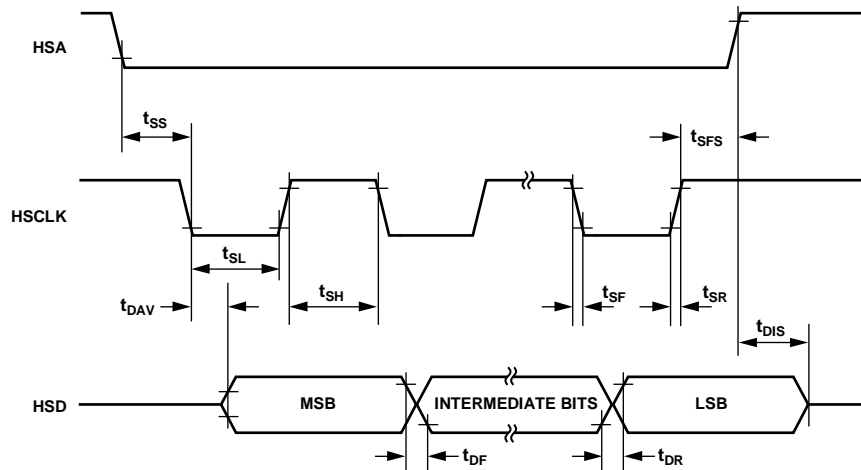 HSA
tSS
tSFS
HSCLK
tSL
tSH
tSF
tSR
tDAV
tDIS
HSD
MSB
INTERMEDIATE BITS
LSB
tDF
tDR